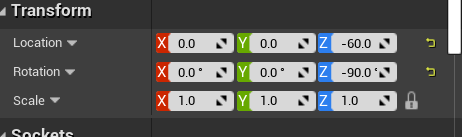 Transform
Location X 0.0 Y 0.0 Z -60.0
Rotation X 0.0° Y 0.0° Z -90.0°
Scale X 1.0 Y 1.0 Z 1.0
Sockets